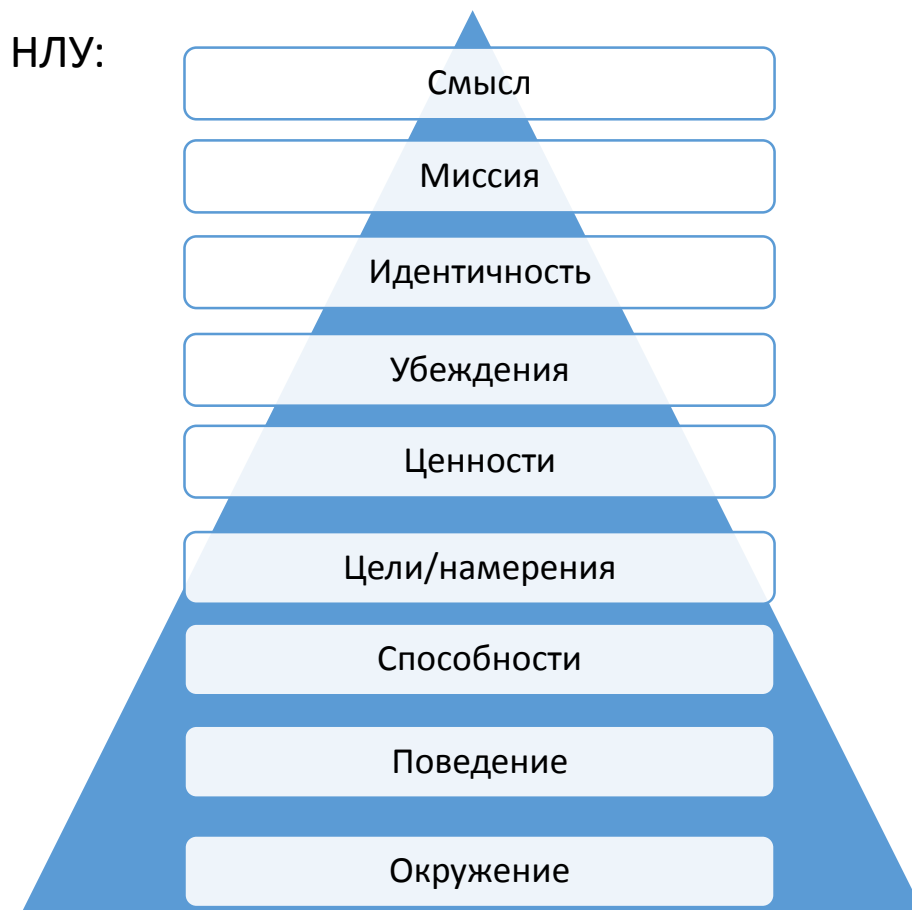 НЛУ:
Смысл
Миссия
Идентичность
Убеждения
Ценности
Цели/намерения
Способности
Поведение
Окружение